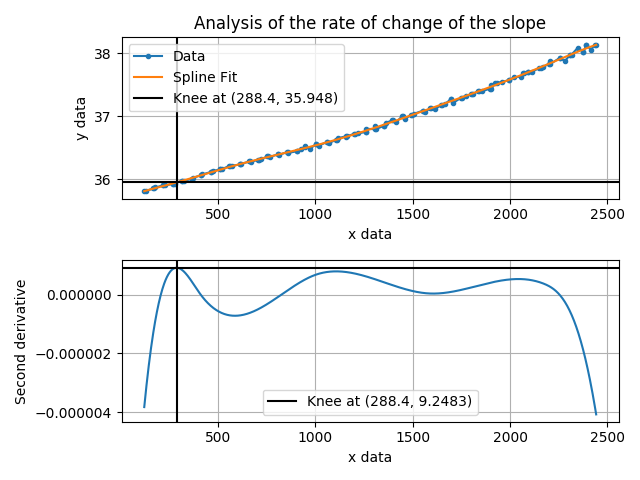 Analysis of the rate of change of the slope
38
37
36
y data
Data
Spline Fit
Knee at (288.4, 35.948)
500
1000
1500
2000
2500
x data
0.000000
−0.000002
−0.000004
Second derivative
Knee at (288.4, 9.2483)
500
1000
1500
2000
2500
x data